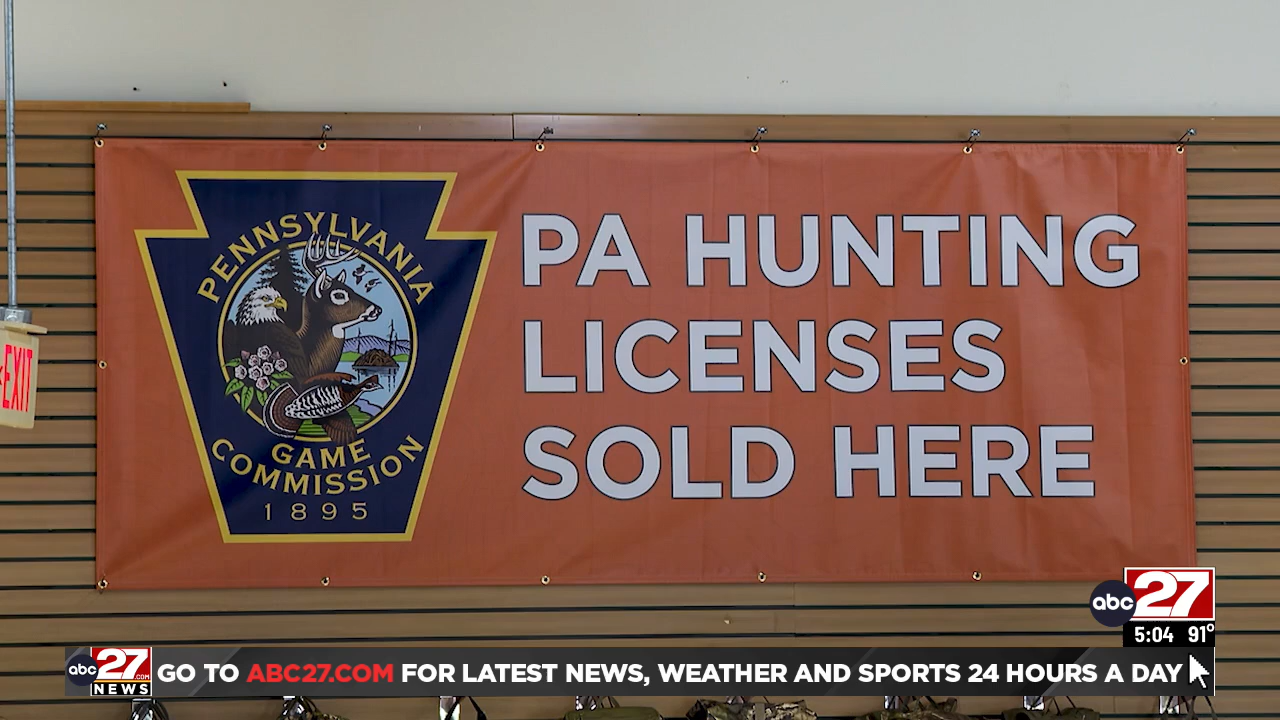 PENNSYLVANIA
GAME
COMMISSION
1895
PA HUNTING
LICENSES
SOLD HERE
EXIT
abc 27
5:04 91°
abc 27.COM
NEWS
GO TO ABC27.COM FOR LATEST NEWS, WEATHER AND SPORTS 24 HOURS A DAY